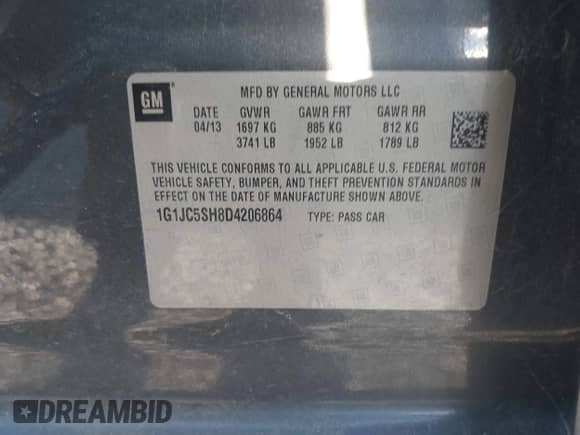 GM
MFD BY GENERAL MOTORS LLC
DATE GVWR GAWR FRT GAWR RR
04/13 1697 KG 885 KG 812 KG
3741 LB 1952 LB 1789 LB
THIS VEHICLE CONFORMS TO ALL APPLICABLE U.S. FEDERAL MOTOR
VEHICLE SAFETY, BUMPER, AND THEFT PREVENTION STANDARDS IN
EFFECT ON THE DATE OF MANUFACTURE SHOWN ABOVE.
1G1JC5SH8D4206864 TYPE: PASS CAR
DREAMBID